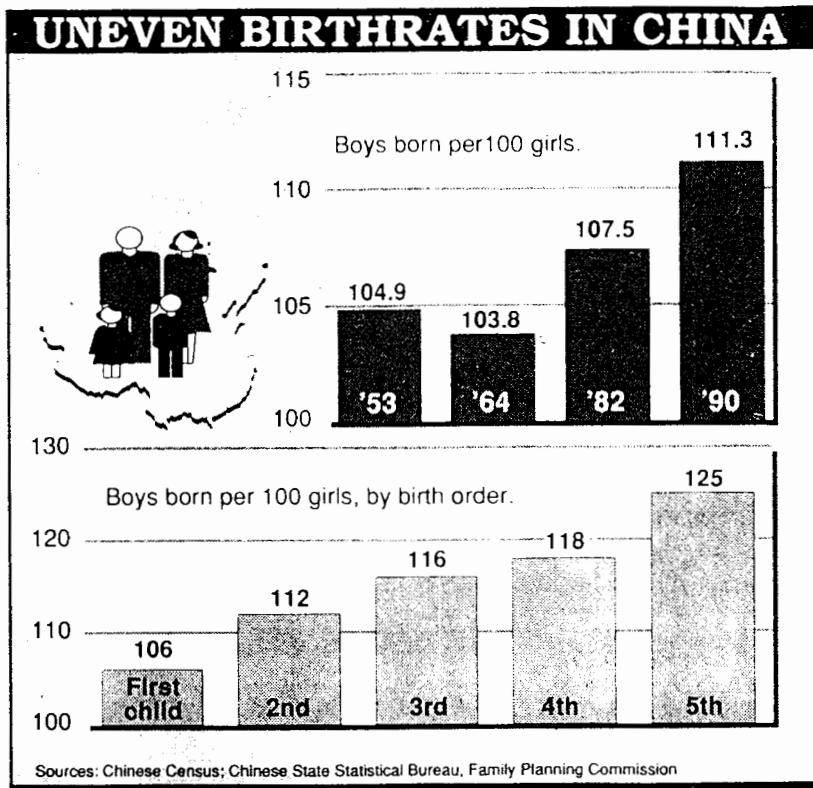 UNEVEN BIRTHRATES IN CHINA
115
Boys born per100 girls.
111.3
110
107.5
104.9
105
103.8
'53 '64 '82 '90
100
130
Boys born per 100 girls, by birth order.
125
120
118
116
112
110
106
First child
2nd 3rd 4th 5th
100
Sources: Chinese Census; Chinese State Statistical Bureau, Family Planning Commission